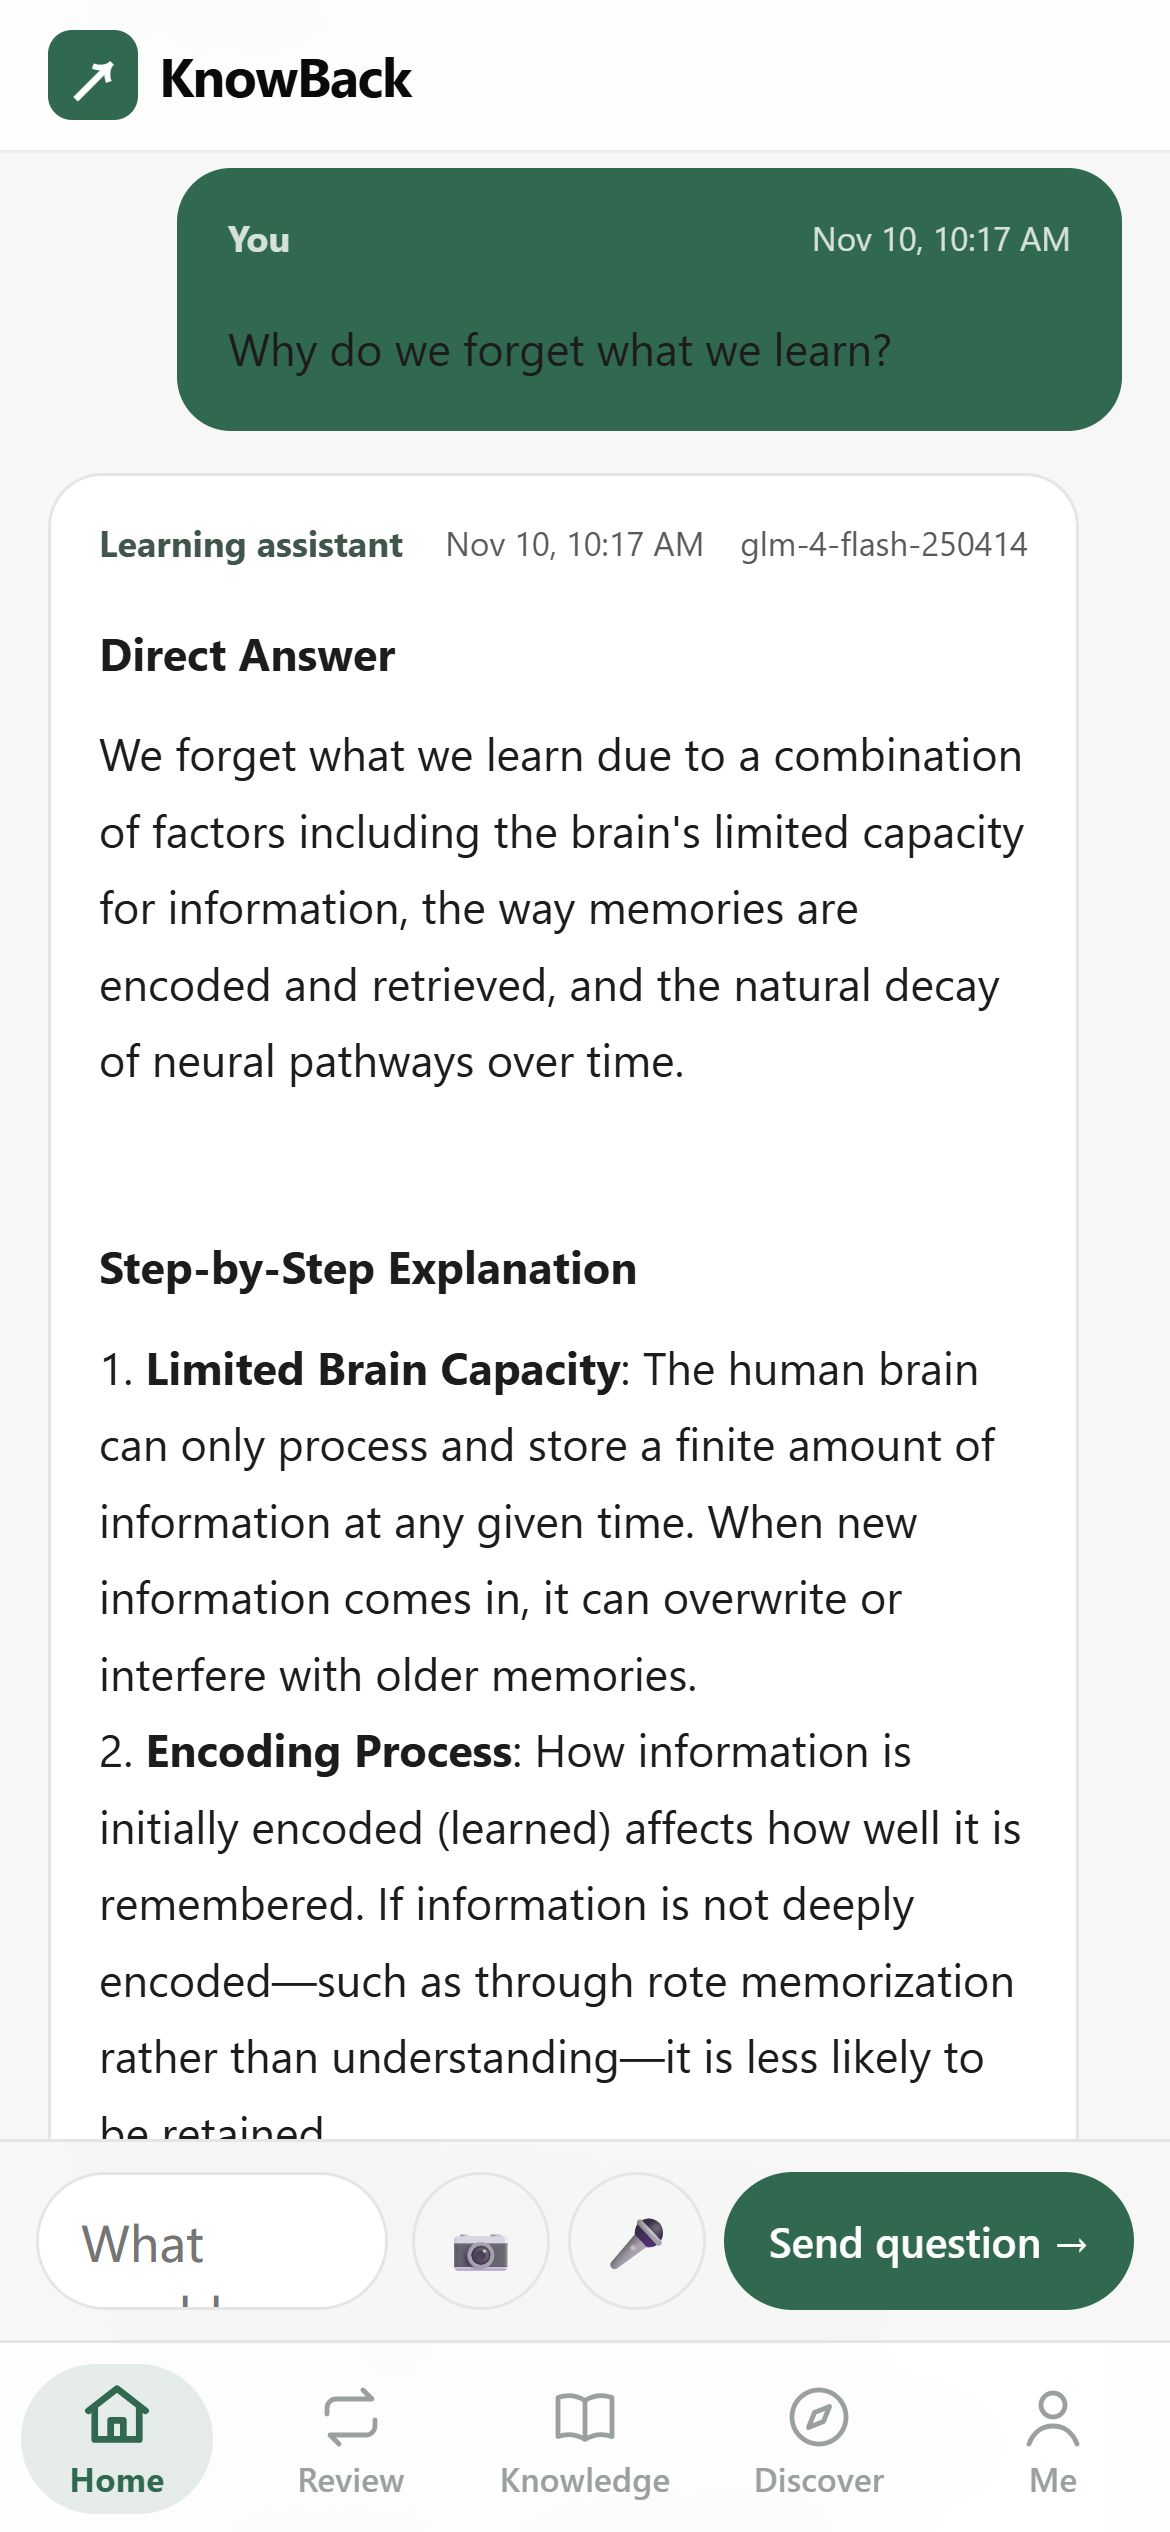 KnowBack
You
Nov 10, 10:17 AM
Why do we forget what we learn?
Learning assistant
Nov 10, 10:17 AM
glm-4-flash-250414
Direct Answer
We forget what we learn due to a combination
of factors including the brain's limited capacity
for information, the way memories are
encoded and retrieved, and the natural decay
of neural pathways over time.
Step-by-Step Explanation
1. Limited Brain Capacity: The human brain
can only process and store a finite amount of
information at any given time. When new
information comes in, it can overwrite or
interfere with older memories.
2. Encoding Process: How information is
initially encoded (learned) affects how well it is
remembered. If information is not deeply
encoded—such as through rote memorization
rather than understanding—it is less likely to
be retained
What
Send question →
Home
Review
Knowledge
Discover
Me